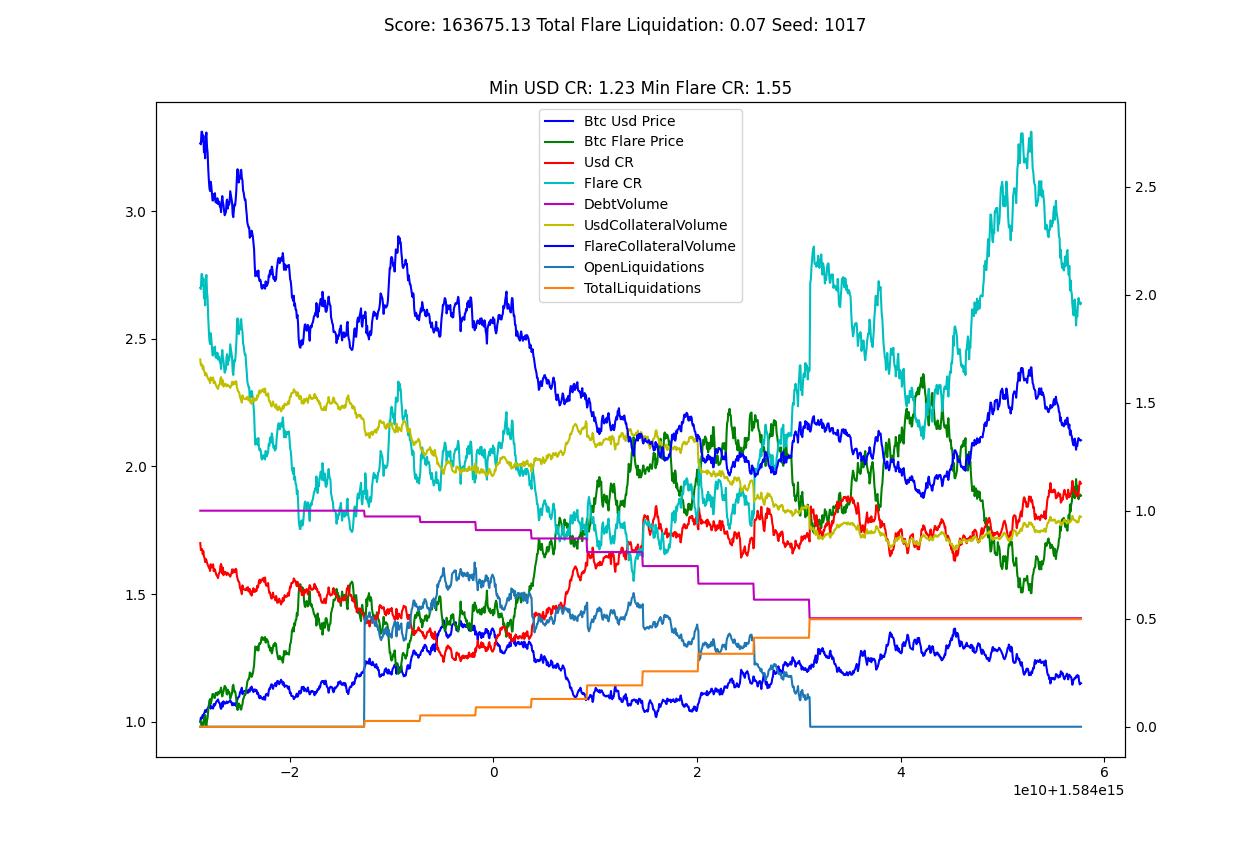 Score: 163675.13 Total Flare Liquidation: 0.07 Seed: 1017
Min USD CR: 1.23 Min Flare CR: 1.55
Btc Usd Price
Btc Flare Price
Usd CR
Flare CR
DebtVolume
UsdCollateralVolume
FlareCollateralVolume
OpenLiquidations
TotalLiquidations
3.0
2.5
2.0
1.5
1.0
2.5
2.0
1.5
1.0
0.5
0.0
−2
0
2
4
6
1e10+1.584e15